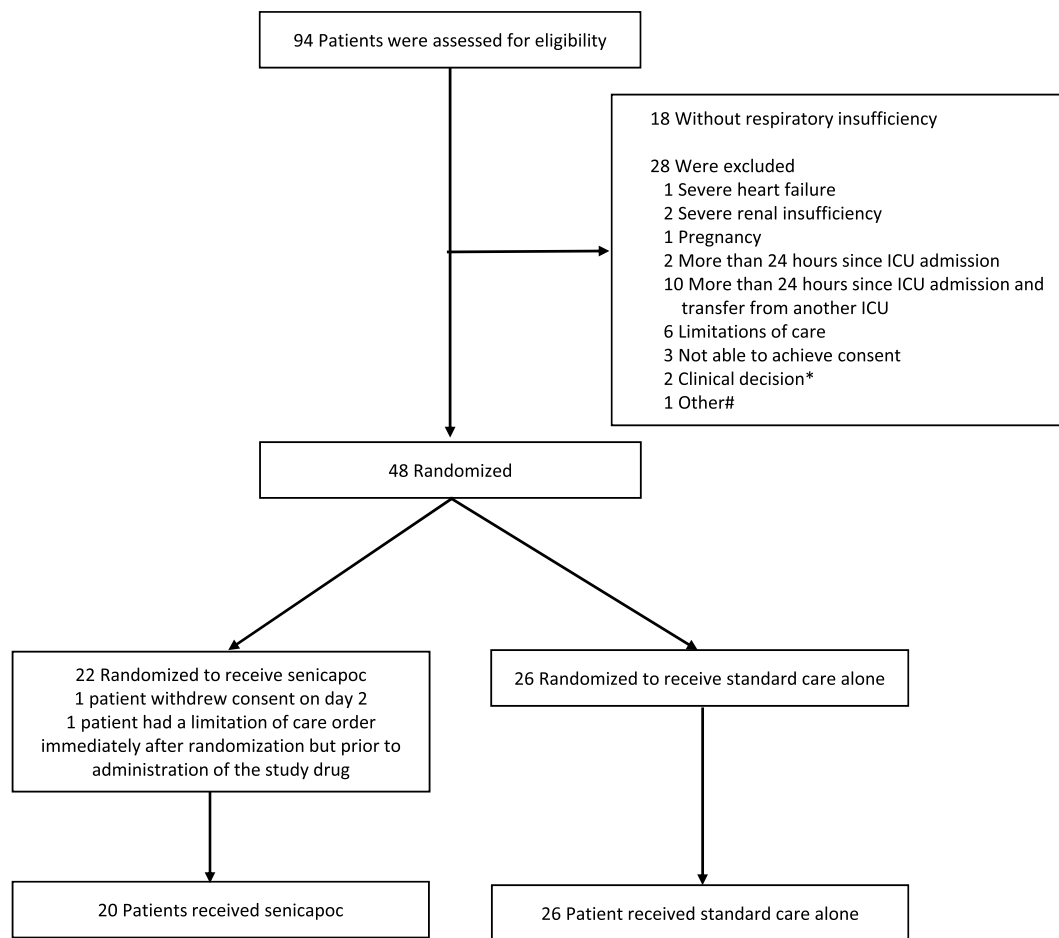 94 Patients were assessed for eligibility
18 Without respiratory insufficiency
28 Were excluded
1 Severe heart failure
2 Severe renal insufficiency
1 Pregnancy
2 More than 24 hours since ICU admission
10 More than 24 hours since ICU admission and
transfer from another ICU
6 Limitations of care
3 Not able to achieve consent
2 Clinical decision*
1 Other#
48 Randomized
22 Randomized to receive senicapoc
1 patient withdrew consent on day 2
1 patient had a limitation of care order
immediately after randomization but prior to
administration of the study drug
26 Randomized to receive standard care alone
20 Patients received senicapoc
26 Patient received standard care alone